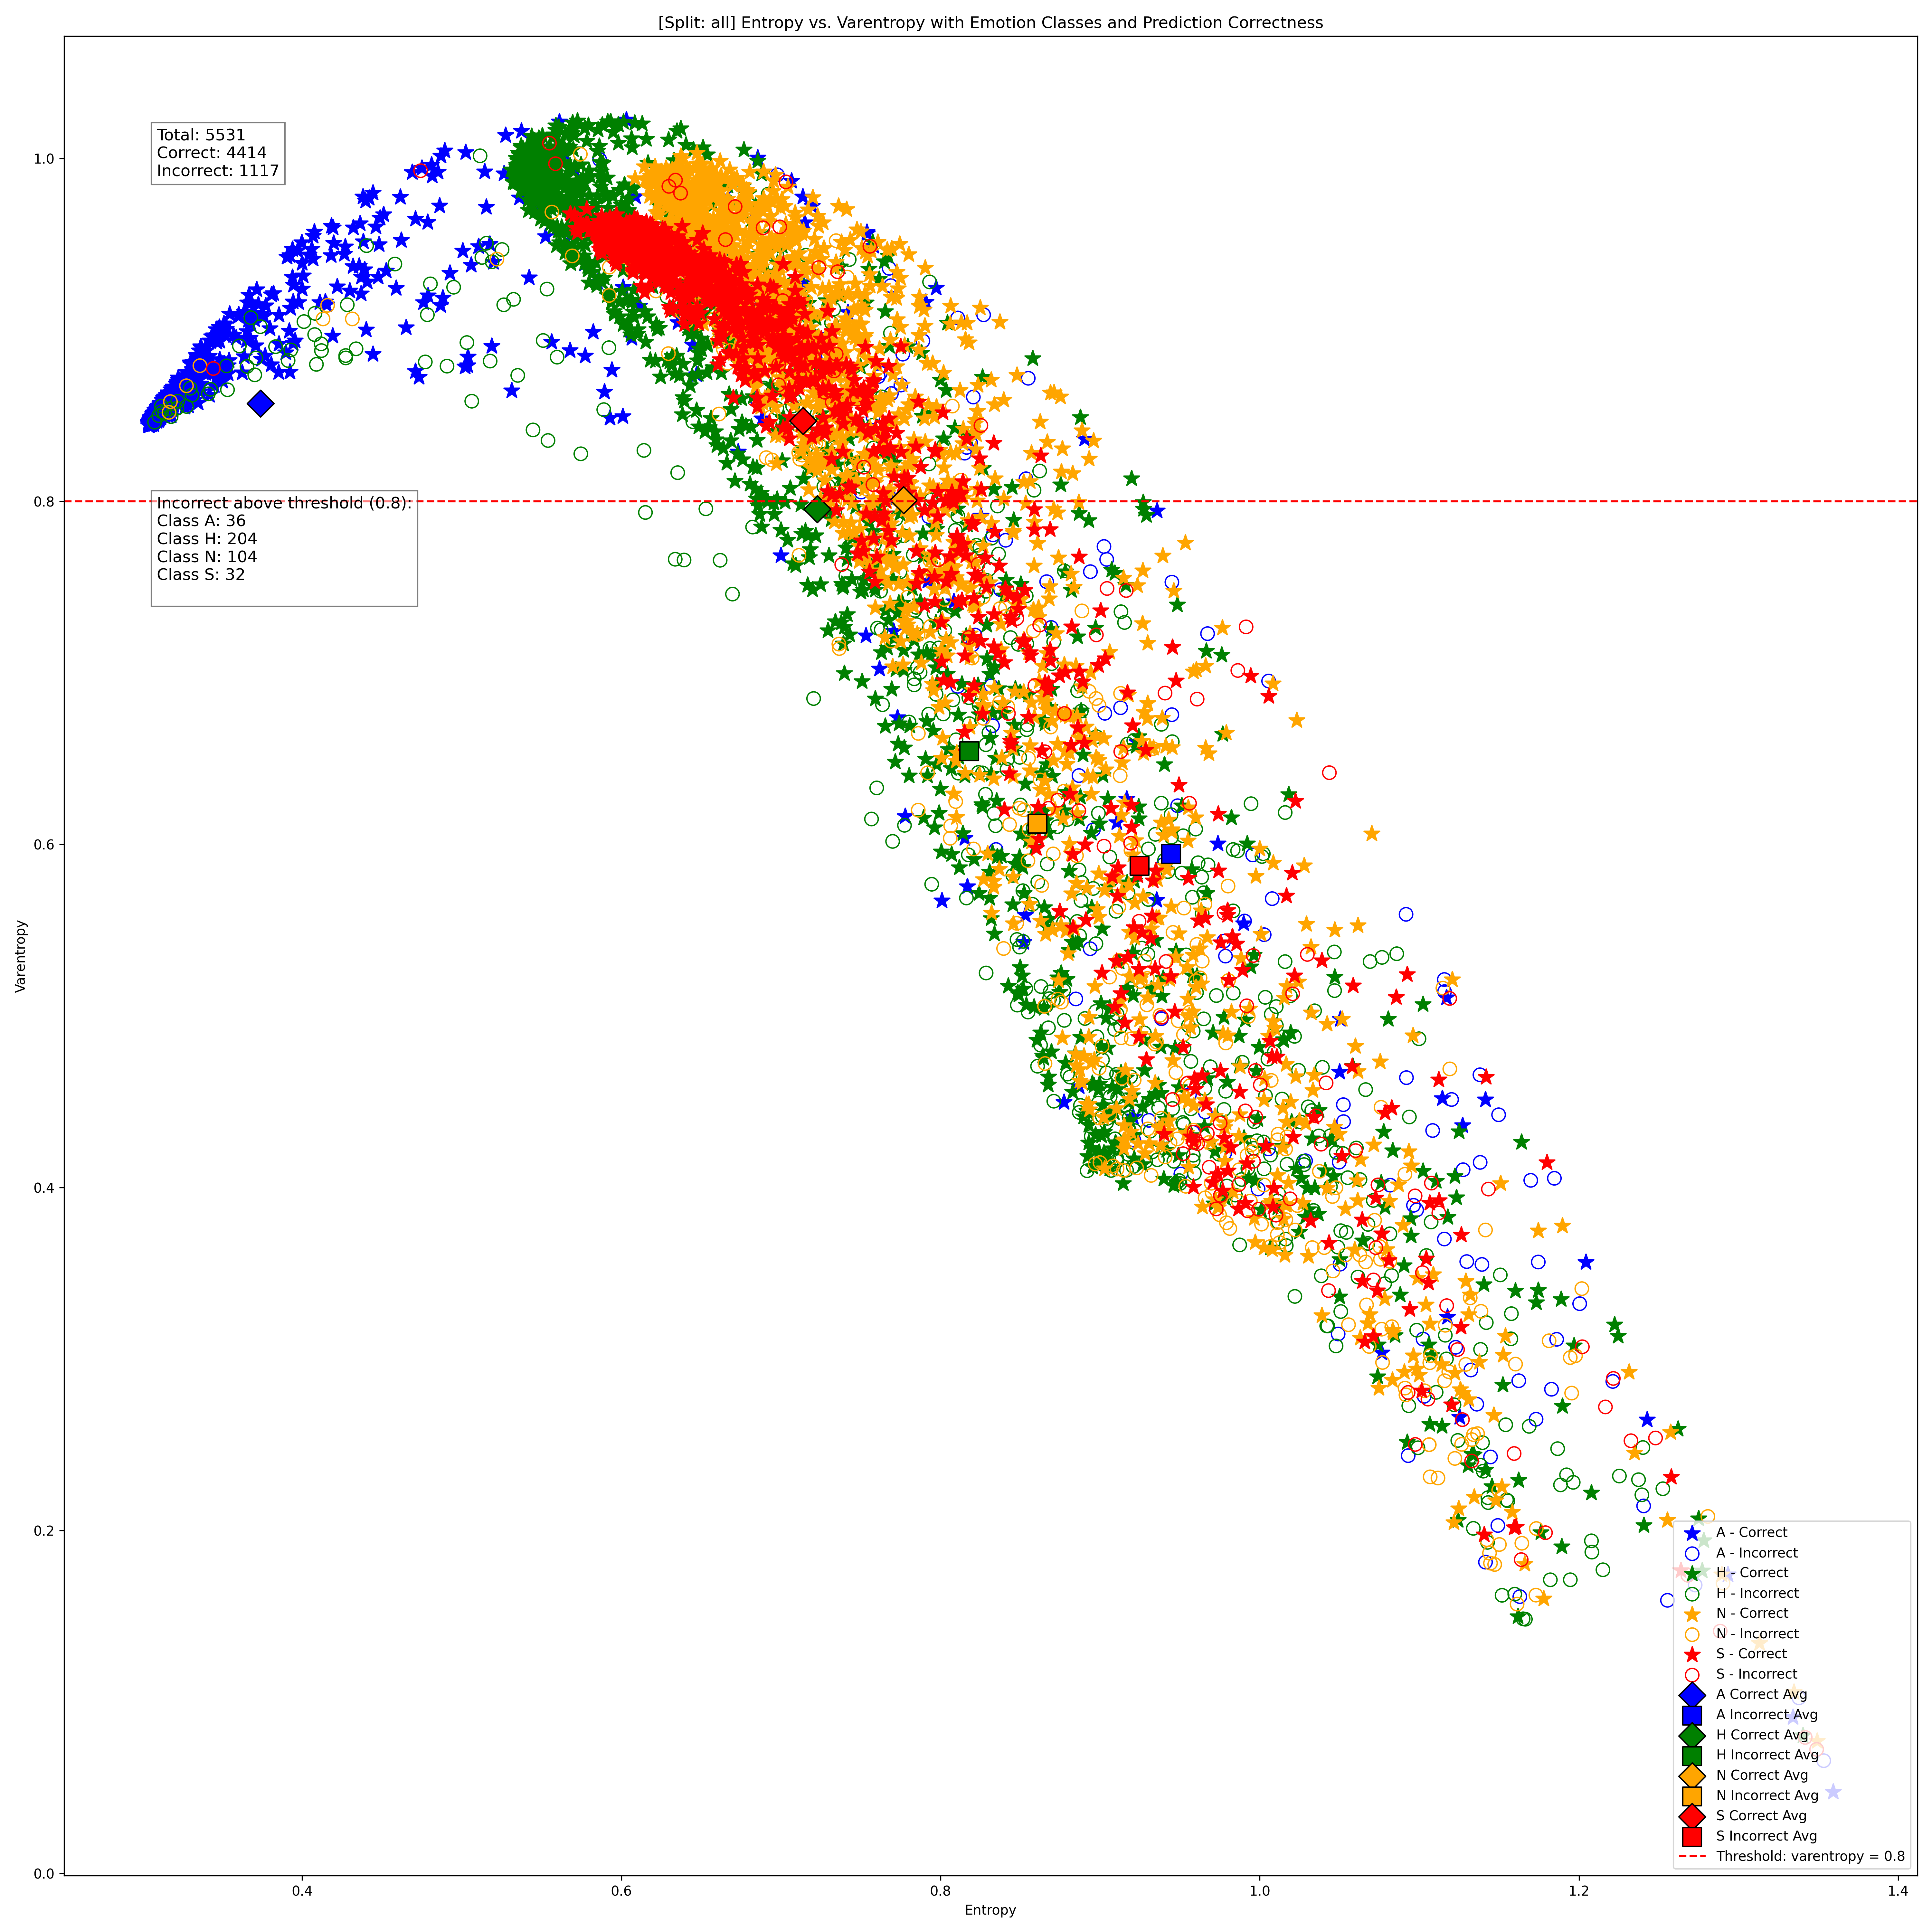 [Split: all] Entropy vs. Varentropy with Emotion Classes and Prediction Correctness
Total: 5531
Correct: 4414
Incorrect: 1117
Incorrect above threshold (0.8):
Class A: 36
Class H: 204
Class N: 104
Class S: 32
Varentropy
1.0
0.8
0.6
0.4
0.2
0.0
A - Correct
A - Incorrect
H - Correct
H - Incorrect
N - Correct
N - Incorrect
S - Correct
S - Incorrect
A Correct Avg
A Incorrect Avg
H Correct Avg
H Incorrect Avg
N Correct Avg
N Incorrect Avg
S Correct Avg
S Incorrect Avg
Threshold: varentropy = 0.8
0.4
0.6
0.8
1.0
1.2
1.4
Entropy